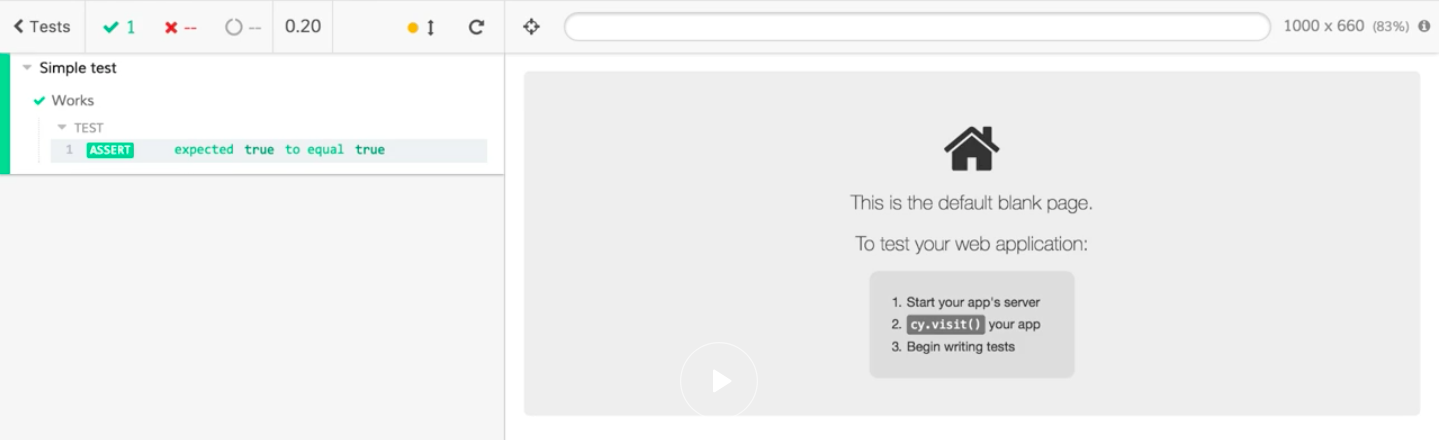 Tests 1 -- -- 0.20 1000 x 660 (83%)
Simple test
Works
TEST
1 ASSERT expected true to equal true
This is the default blank page.
To test your web application:
1. Start your app's server
2. cy.visit() your app
3. Begin writing tests